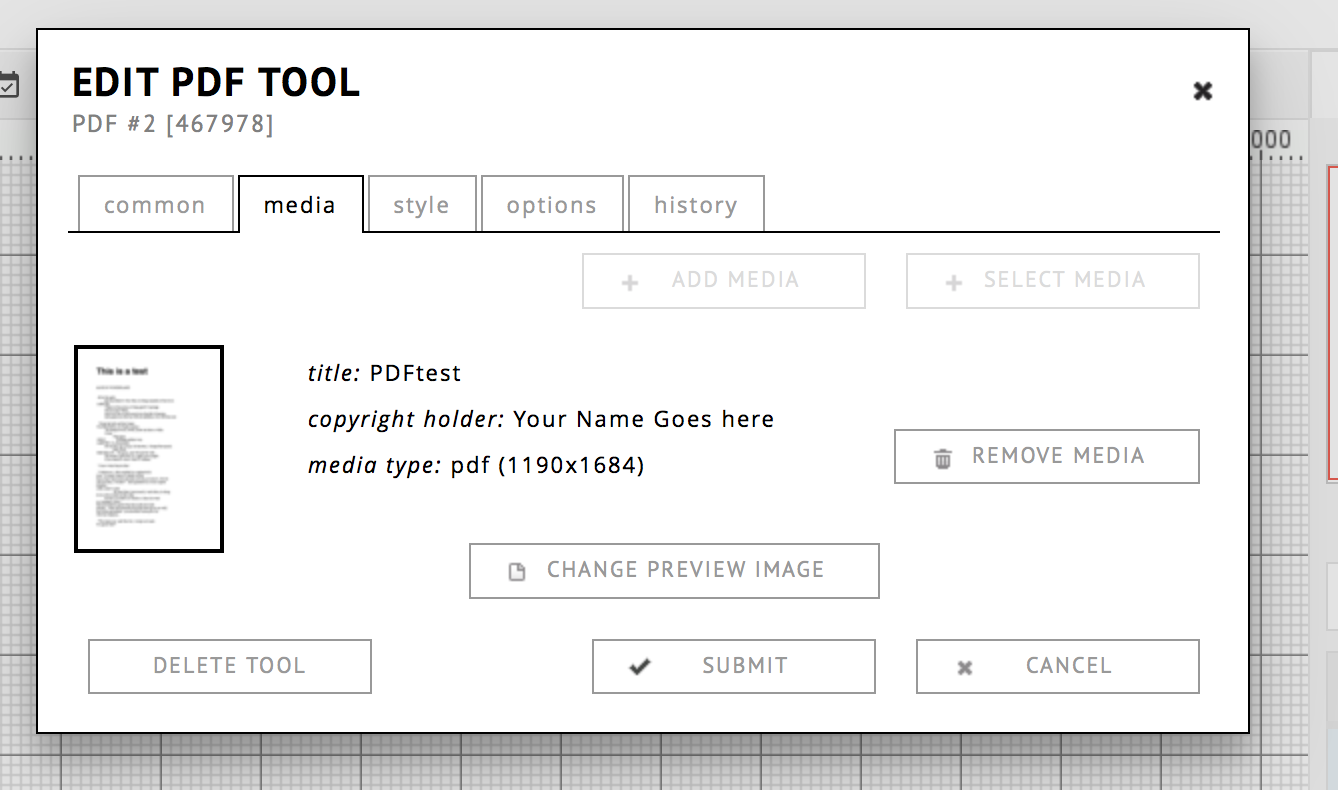 EDIT PDF TOOL
PDF #2 [467978]
000
common media style options history
ADD MEDIA SELECT MEDIA
This is a test
title: PDFtest
copyright holder: Your Name Goes here
media type: pdf (1190x1684)
REMOVE MEDIA
CHANGE PREVIEW IMAGE
DELETE TOOL SUBMIT CANCEL